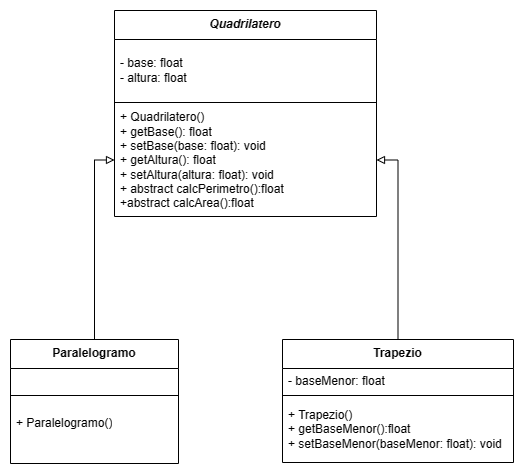 Quadrilatero
- base: float
- altura: float
+ Quadrilatero()
+ getBase(): float
+ setBase(base: float): void
+ getAltura(): float
+ setAltura(altura: float): void
+ abstract calcPerimetro():float
+abstract calcArea():float
Paralelogramo
+ Paralelogramo()
Trapezio
- baseMenor: float
+ Trapezio()
+ getBaseMenor():float
+ setBaseMenor(baseMenor: float): void